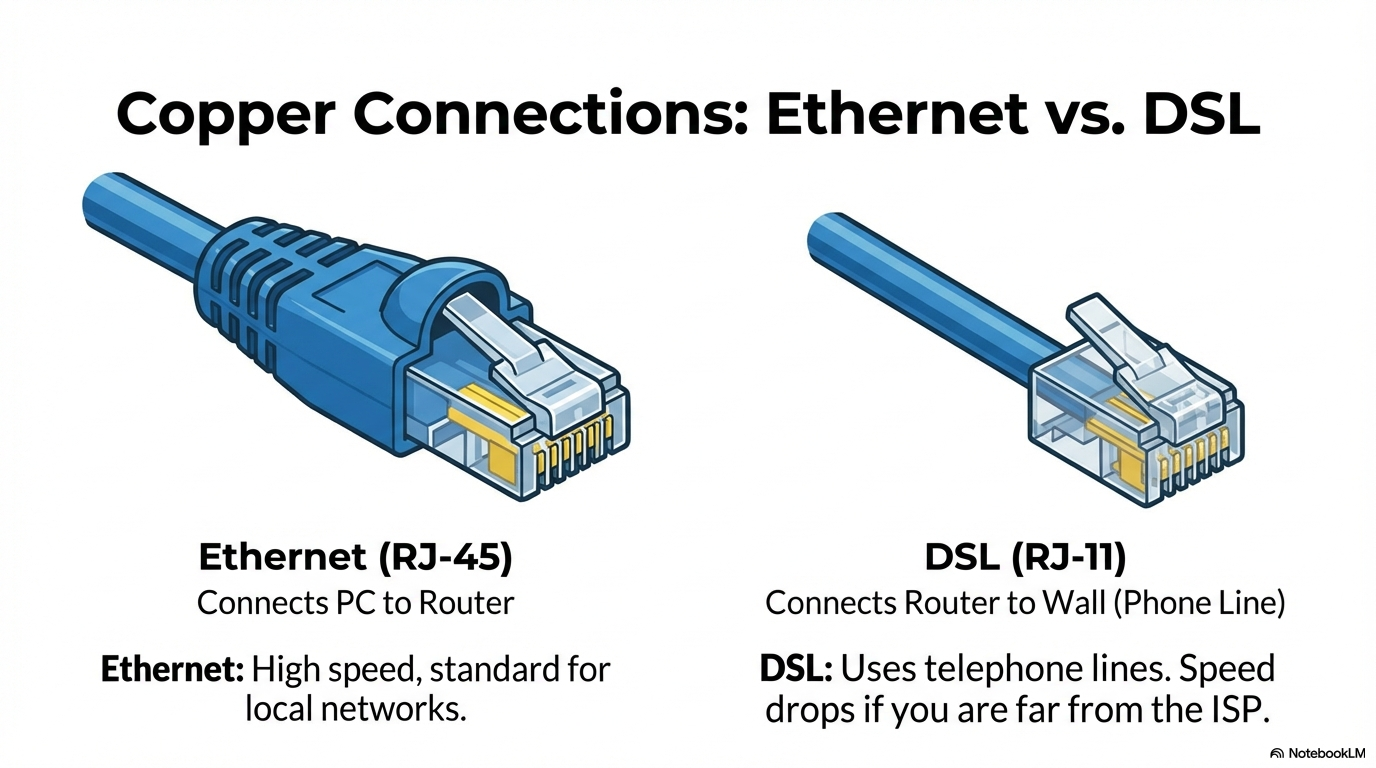 Copper Connections: Ethernet vs. DSL
Ethernet (RJ-45)
Connects PC to Router
Ethernet: High speed, standard for
local networks.
DSL (RJ-11)
Connects Router to Wall (Phone Line)
DSL: Uses telephone lines. Speed
drops if you are far from the ISP.
NotebookLM